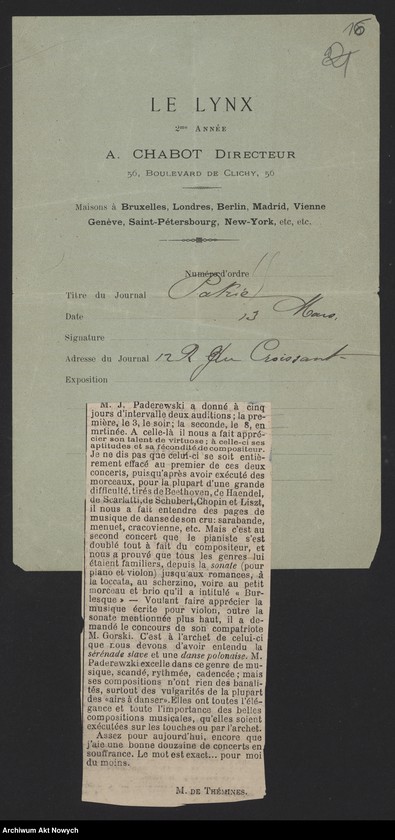 16
21
LE LYNX
2me ANNÉE
A. CHABOT DIRECTEUR
56, BOULEVARD DE CLICHY, 56
Maisons à Bruxelles, Londres, Berlin, Madrid, Vienne
Genève, Saint-Pétersbourg, New-York, etc, etc.
Numéro d'ordre
Titre du Journal Patrie
Date 13 Mars.
Signature
Adresse du Journal 12 R du Croissant
Exposition
M. J. Paderewski a donné à cinq
jours d'intervalle deux auditions; la pre-
mière, le 3, le soir; la seconde, le 8, en
mrtinée. A celle-là il nous a fait appré-
cier son talent de virtuose; à celle-ci ses
aptitudes et sa fécondité de compositeur.
Je ne dis pas que celui-ci se soit entiè-
rement effacé au premier de ces deux
concerts, puisqu'après avoir exécuté des
morceaux, pour la plupart d'une grande
difficulté, tirés de Beethoven, de Haendel,
de Scarlatti, de Schubert, Chopin et Liszt,
il nous a fait entendre des pages de
musique de danse de son cru: sarabande,
menuet, cracovienne, etc. Mais c'est au
second concert que le pianiste s'est
doublé tout à fait du compositeur, et
nous a prouvé que tous les genres lui
étaient familiers, depuis la sonate (pour
piano et violon) jusqu'aux romances, à
la toccata, au scherzino, voire au petit
morceau et brio qu'il a intitulé « Bur-
lesque » — Voulant faire apprécier la
musique écrite pour violon, outre la
sonate mentionnée plus haut, il a de-
mandé le concours de son compatriote
M. Gorski. C'est à l'archet de celui-ci
que nous devons d'avoir entendu la
sérénade slave et une danse polonaise. M.
Paderewzki excelle dans ce genre de mu-
sique, scandé, rythmée, cadencée; mais
ses compositions n'ont rien des banali-
tés, surtout des vulgarités de la plupart
des «airs à danser». Elles ont toutes l'élé-
gance et toute l'importance des belles
compositions musicales, qu'elles soient
exécutées sur les touches ou par l'archet.
Assez pour aujourd'hui, encore que
j'aie une bonne douzaine de concerts en
souffrance. Le mot est exact... pour moi
du moins.
M. DE THÉMINES.
Archiwum Akt Nowych